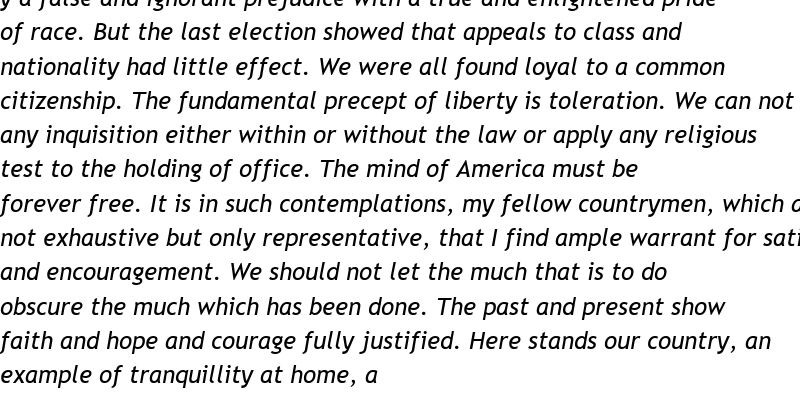 y a false and ignorant prejudice with a true and enlightened pride
of race. But the last election showed that appeals to class and
nationality had little effect. We were all found loyal to a common
citizenship. The fundamental precept of liberty is toleration. We can not
any inquisition either within or without the law or apply any religious
test to the holding of office. The mind of America must be
forever free. It is in such contemplations, my fellow countrymen, which
not exhaustive but only representative, that I find ample warrant for
and encouragement. We should not let the much that is to do
obscure the much which has been done. The past and present show
faith and hope and courage fully justified. Here stands our country, an
example of tranquillity at home, a